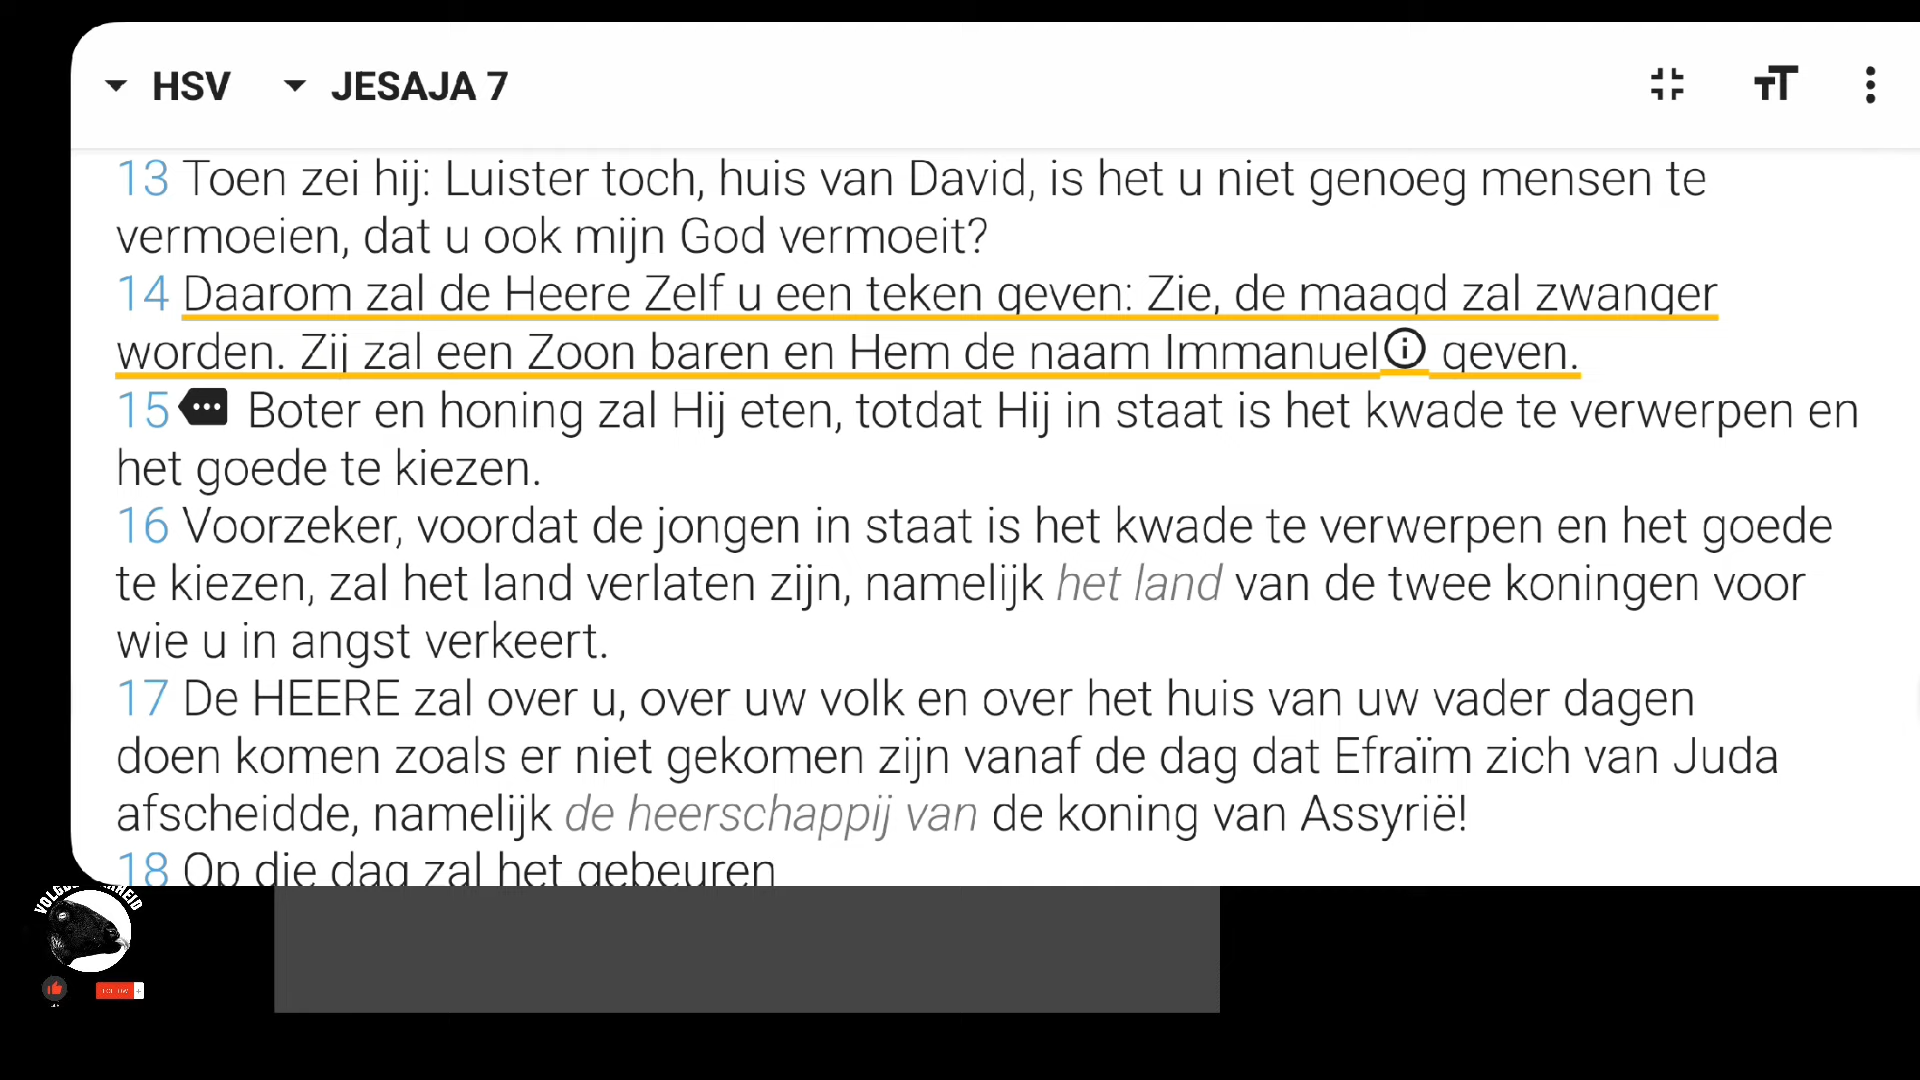 HSV JESAJA 7
13 Toen zei hij: Luister toch, huis van David, is het u niet genoeg mensen te
vermoeien, dat u ook mijn God vermoeit?
14 Daarom zal de Heere Zelf u een teken geven: Zie, de maagd zal zwanger
worden. Zij zal een Zoon baren en Hem de naam Immanuel geven.
15 Boter en honing zal Hij eten, totdat Hij in staat is het kwade te verwerpen en
het goede te kiezen.
16 Voorzeker, voordat de jongen in staat is het kwade te verwerpen en het goede
te kiezen, zal het land verlaten zijn, namelijk het land van de twee koningen voor
wie u in angst verkeert.
17 De HEERE zal over u, over uw volk en over het huis van uw vader dagen
doen komen zoals er niet gekomen zijn vanaf de dag dat Efraïm zich van Juda
afscheidde, namelijk de heerschappij van de koning van Assyrië!
18 Op die dag zal het gebeuren
FOLLOW